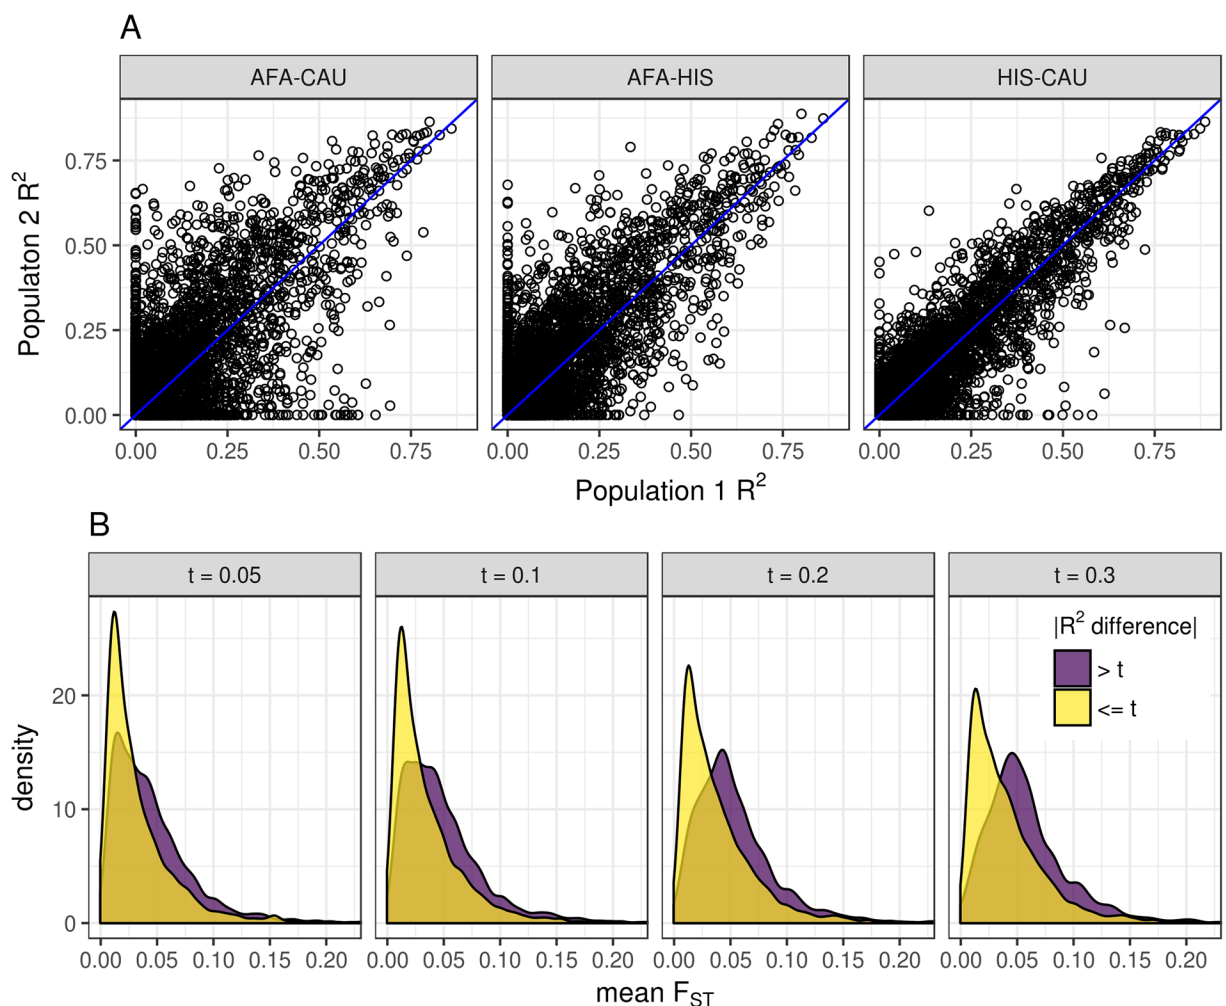 A
AFA-CAU AFA-HIS HIS-CAU
Populaton 2 R²
0.75
0.50
0.25
0.00
0.00 0.25 0.50 0.75 0.00 0.25 0.50 0.75 0.00 0.25 0.50 0.75
Population 1 R²
B
t = 0.05 t = 0.1 t = 0.2 t = 0.3
|R² difference|
> t
<= t
density
20
10
0
0.00 0.05 0.10 0.15 0.20 0.00 0.05 0.10 0.15 0.20 0.00 0.05 0.10 0.15 0.20 0.00 0.05 0.10 0.15 0.20
mean F_ST